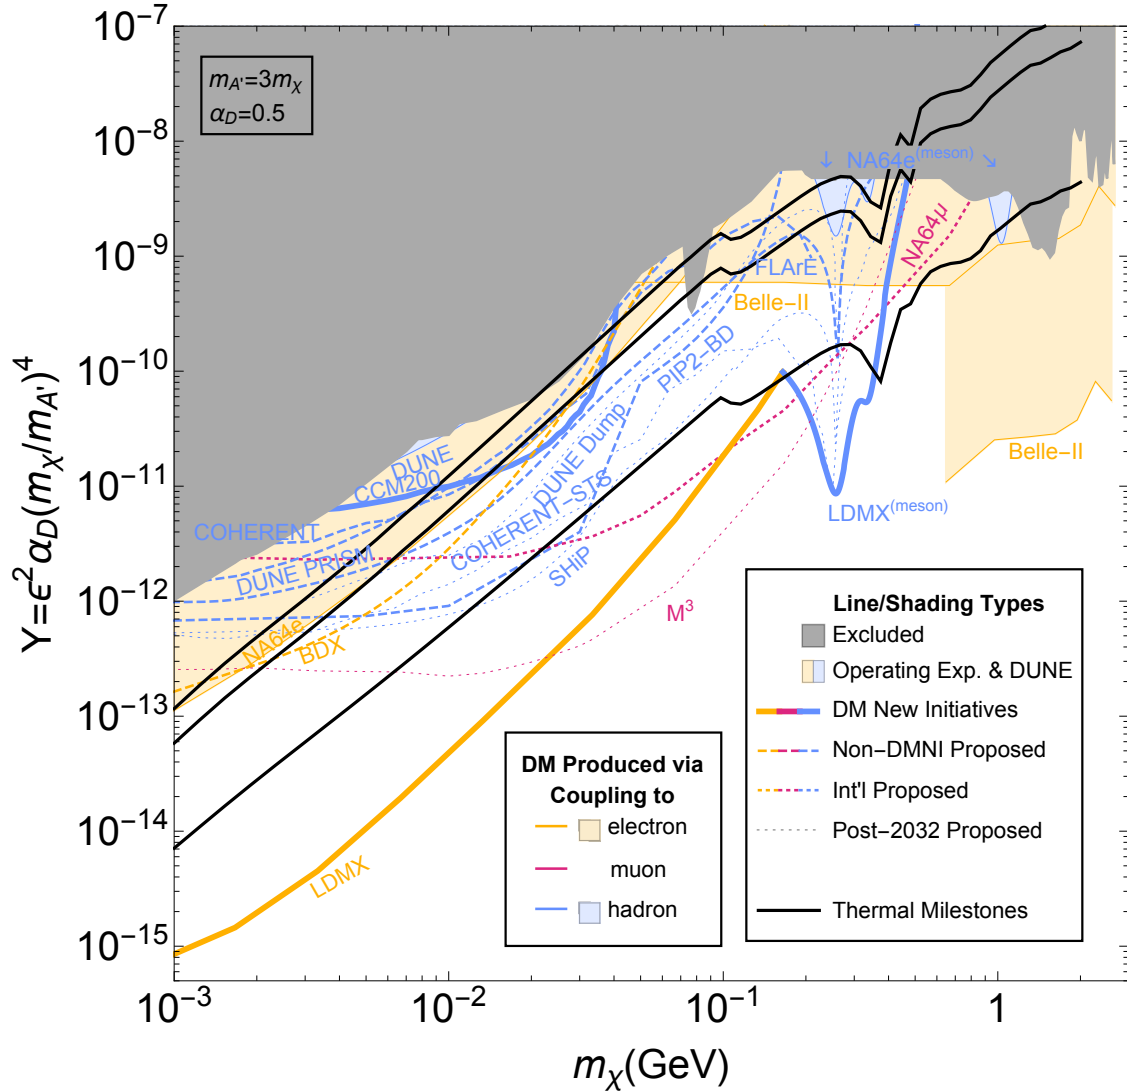 10⁻⁷
10⁻⁸
10⁻⁹
10⁻¹⁰
10⁻¹¹
10⁻¹²
10⁻¹³
10⁻¹⁴
10⁻¹⁵
Y=ϵ²α_D(m_χ/m_A')⁴
m_A'=3m_χ
α_D=0.5
↓ NA64e(meson) ↘
NA64μ
FLArE
Belle-II
PIP2-BD
DUNE
CCM200
DUNE Dump
Belle-II
LDMX(meson)
COHERENT
DUNE PRISM
COHERENT-STS
SHIP
M³
NA64e
BDX
LDMX
Line/Shading Types
Excluded
Operating Exp. & DUNE
DM New Initiatives
Non-DMNI Proposed
Int'l Proposed
Post-2032 Proposed
Thermal Milestones
DM Produced via
Coupling to
electron
muon
hadron
10⁻³
10⁻²
10⁻¹
1
m_χ(GeV)